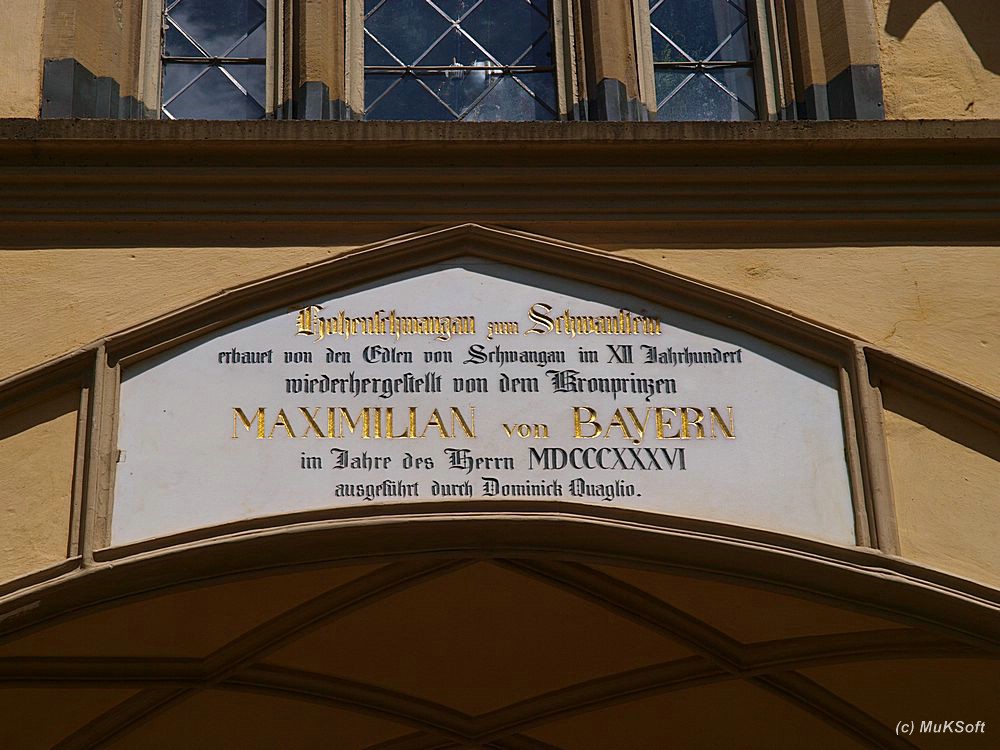 Hohenschwangau zum Schwanstein
erbauet von den Edlen von Schwangau im XII Jahrhundert
wiederhergestellt von dem Kronprinzen
MAXIMILIAN von BAYERN
im Jahre des Herrn MDCCCXXXVI
ausgeführt durch Dominick Quaglio.
(c) MuKSoft